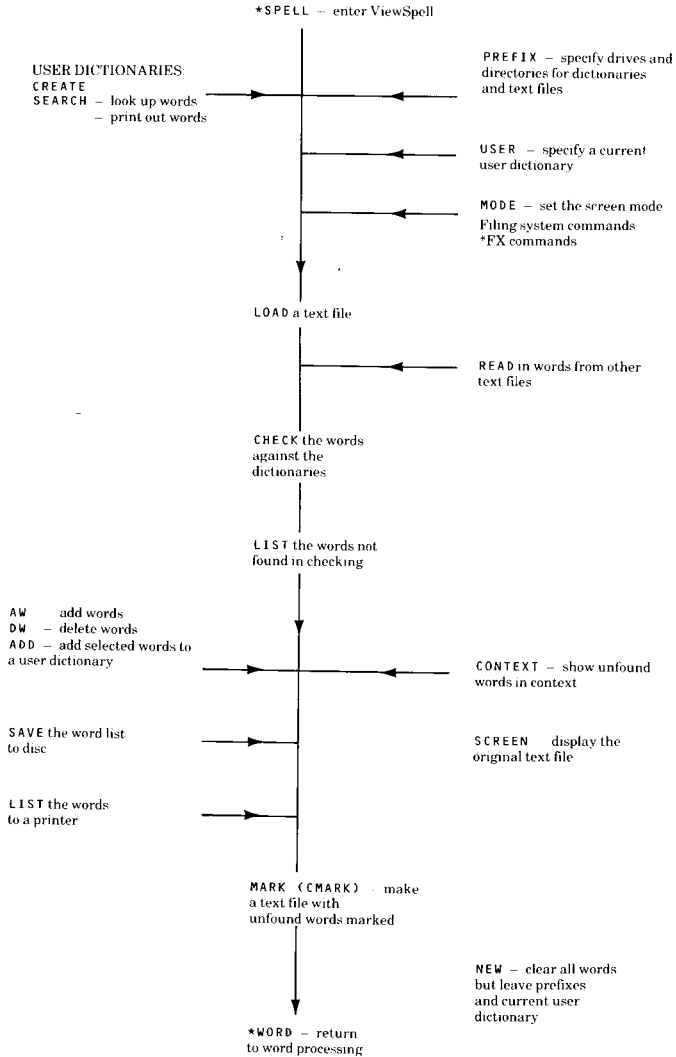 *SPELL – enter ViewSpell
USER DICTIONARIES:
CREATE
SEARCH – look up words
– print out words
PREFIX – specify drives and
directories for dictionaries
and text files
USER – specify a current
user dictionary
MODE – set the screen mode
Filing system commands
*FX commands
LOAD a text file
READ in words from other
text files
CHECK the words
against the
dictionaries
LIST the words not
found in checking
AW add words
DW – delete words
ADD – add selected words to
a user dictionary
CONTEXT – show unfound
words in context
SAVE the word list
to disc
SCREEN display the
original text file
LIST the words
to a printer
MARK (CMARK) – make
a text file with
unfound words marked
NEW – clear all words
but leave prefixes
and current user
dictionary
*WORD – return
to word processing